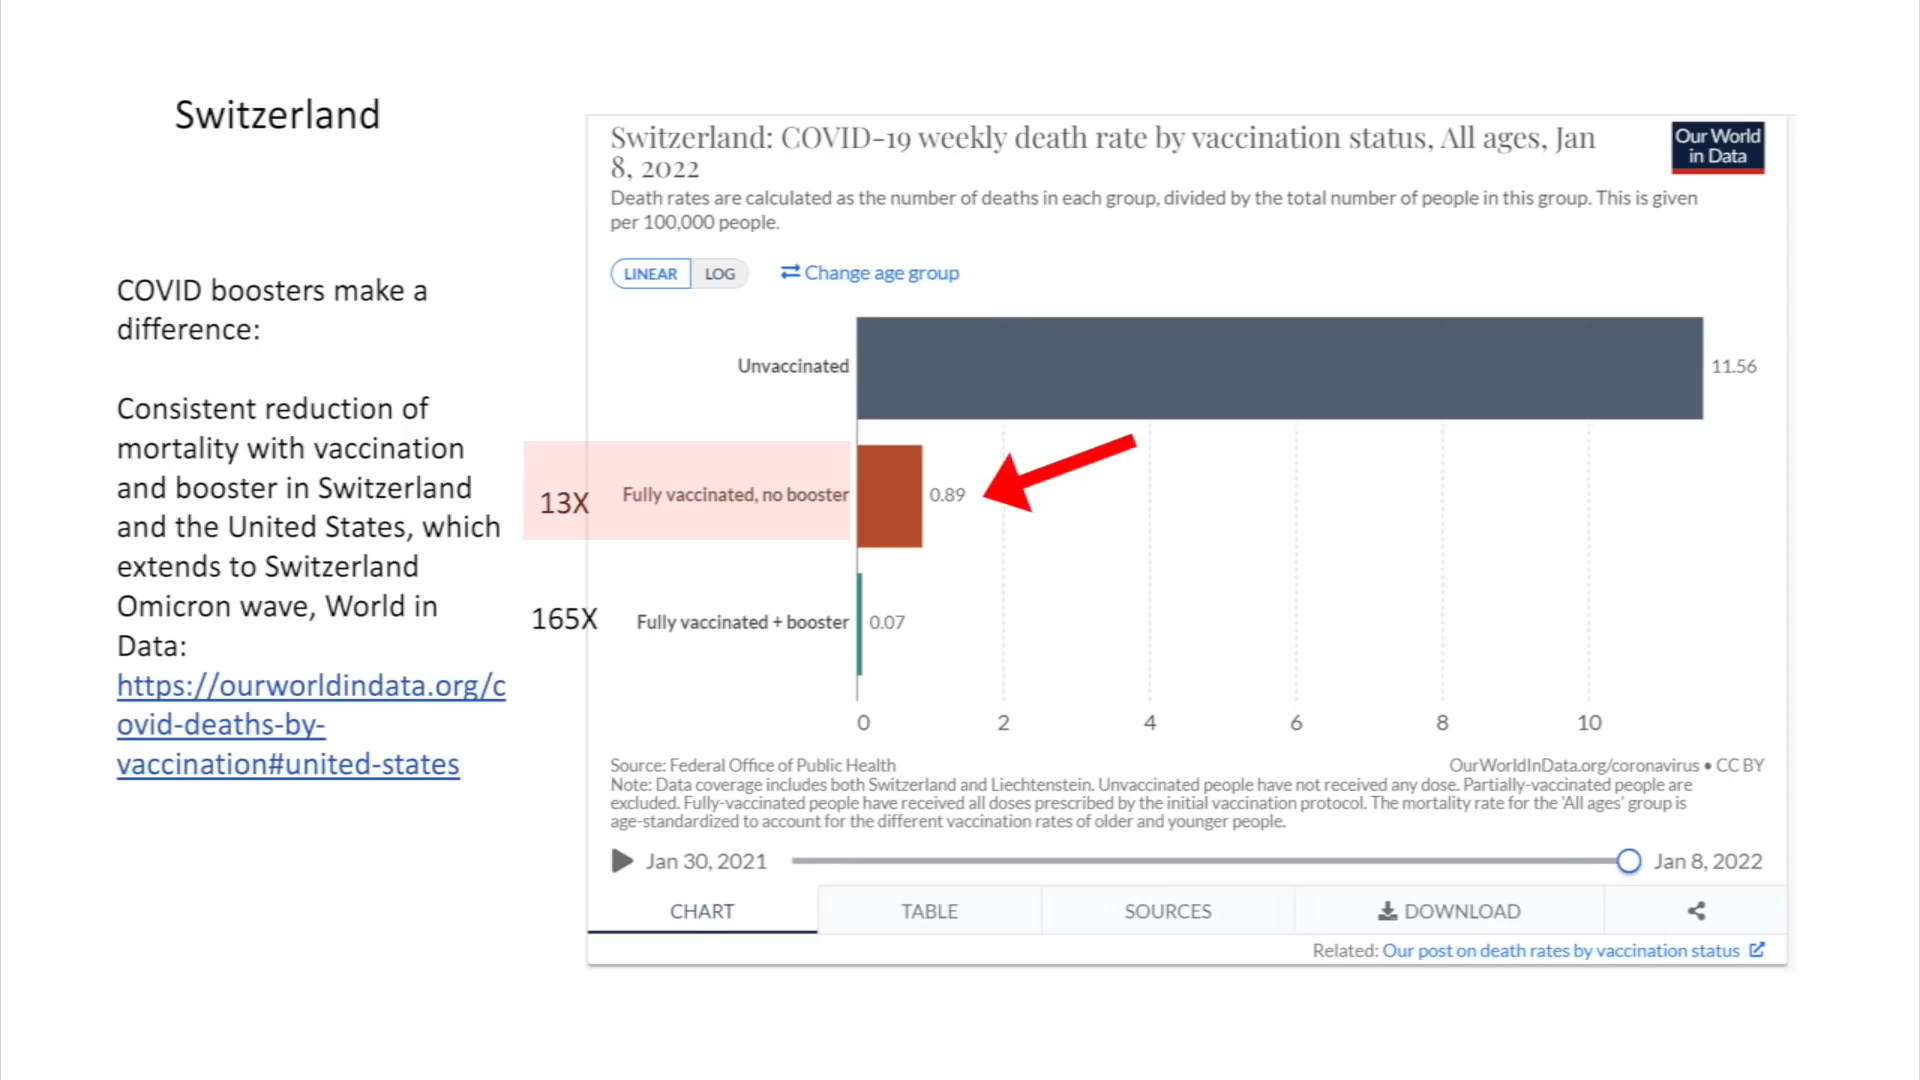 Switzerland
COVID boosters make a
difference:
Consistent reduction of
mortality with vaccination
and booster in Switzerland
and the United States, which
extends to Switzerland
Omicron wave, World in
Data:
https://ourworldindata.org/c
ovid-deaths-by-
vaccination#united-states
Switzerland: COVID-19 weekly death rate by vaccination status, All ages, Jan
8, 2022
Our World
in Data
Death rates are calculated as the number of deaths in each group, divided by the total number of people in this group. This is given
per 100,000 people.
LINEAR LOG Change age group
Unvaccinated 11.56
13X Fully vaccinated, no booster 0.89
165X Fully vaccinated + booster 0.07
0 2 4 6 8 10
Source: Federal Office of Public Health OurWorldInData.org/coronavirus • CC BY
Note: Data coverage includes both Switzerland and Liechtenstein. Unvaccinated people have not received any dose. Partially-vaccinated people are
excluded. Fully-vaccinated people have received all doses prescribed by the initial vaccination protocol. The mortality rate for the 'All ages' group is
age-standardized to account for the different vaccination rates of older and younger people.
Jan 30, 2021 Jan 8, 2022
CHART TABLE SOURCES DOWNLOAD
Related: Our post on death rates by vaccination status